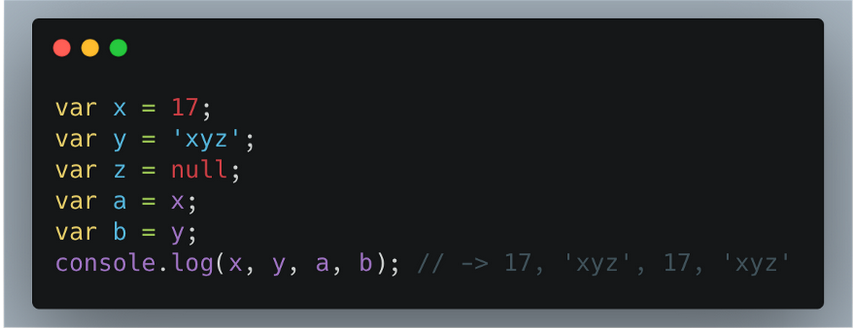 var x = 17;
var y = 'xyz';
var z = null;
var a = x;
var b = y;
console.log(x, y, a, b); // -> 17, 'xyz', 17, 'xyz'